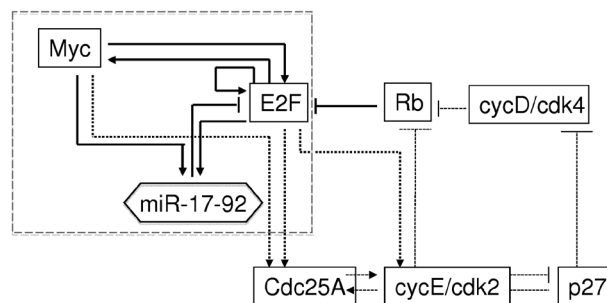 Myc
E2F
Rb
cycD/cdk4
miR-17-92
Cdc25A
cycE/cdk2
p27